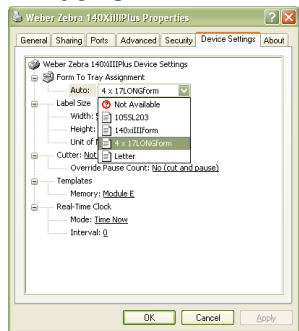 Weber Zebra 140XiIIIPlus Properties
General Sharing Ports Advanced Security Device Settings About
Weber Zebra 140XiIIIPlus Device Settings
Form To Tray Assignment
Auto: 4 x 17LONGform
Not Available
105SL203
140xiIIIform
4 x 17LONGForm
Letter
Label Size
Width:
Height:
Unit of
Cutter: Not
Override Pause Count: No (cut and pause)
Templates
Memory: Module E
Real-Time Clock
Mode: Time Now
Interval: 0
OK Cancel Apply